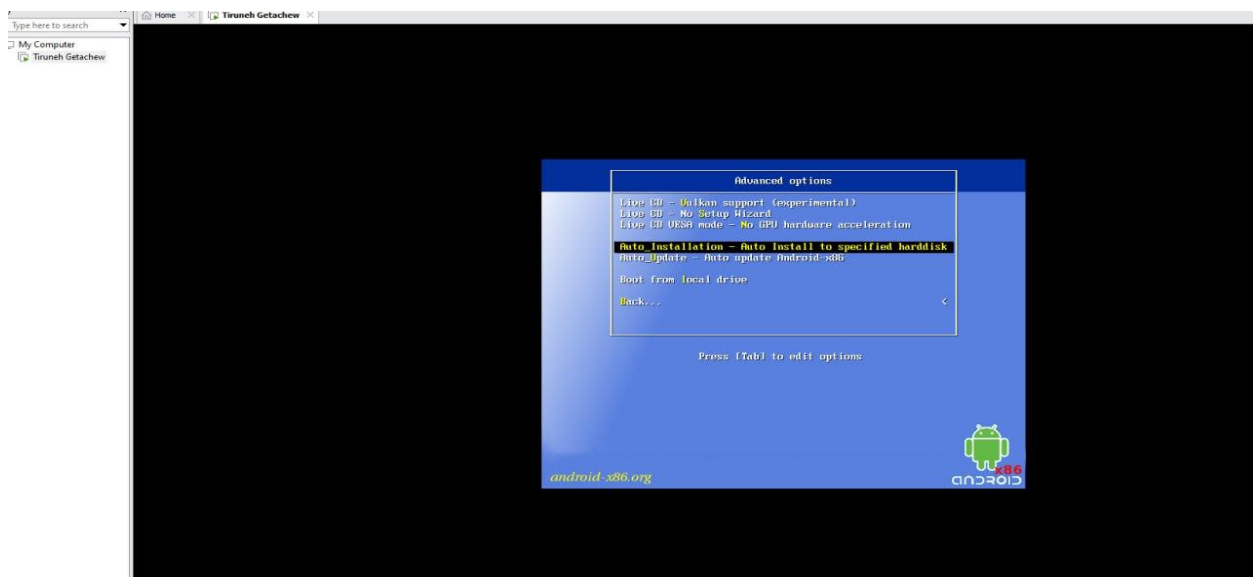 Home
Tiruneh Getachew
Type here to search
My Computer
Tiruneh Getachew
Advanced options
Live CD - Vulkan support (experimental)
Live CD - No Setup Wizard
Live CD VESA mode - No GPU hardware acceleration
Auto_Installation - Auto Install to specified harddisk
Auto_Update - Auto update Android-x86
Boot from local drive
Back... <
Press [Tab] to edit options
android-x86.org
x86
ANDROID